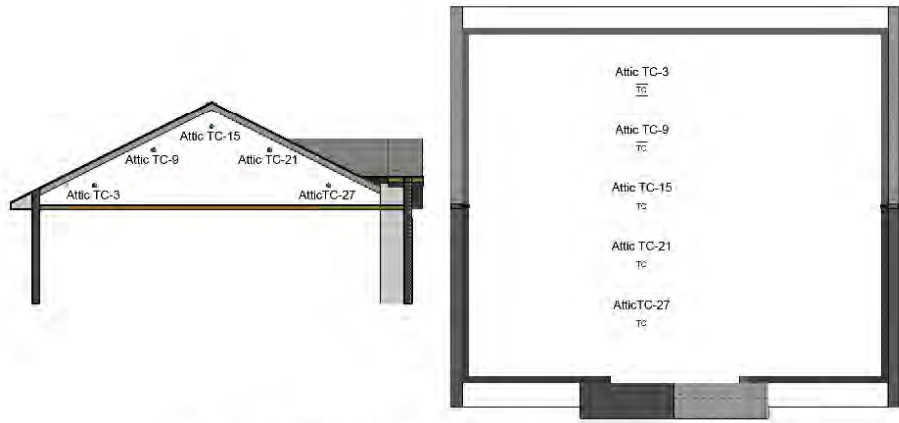 Attic TC-15
Attic TC-9
Attic TC-21
Attic TC-3
AtticTC-27
Attic TC-3
TC
Attic TC-9
TC
Attic TC-15
TC
Attic TC-21
TC
AtticTC-27
TC